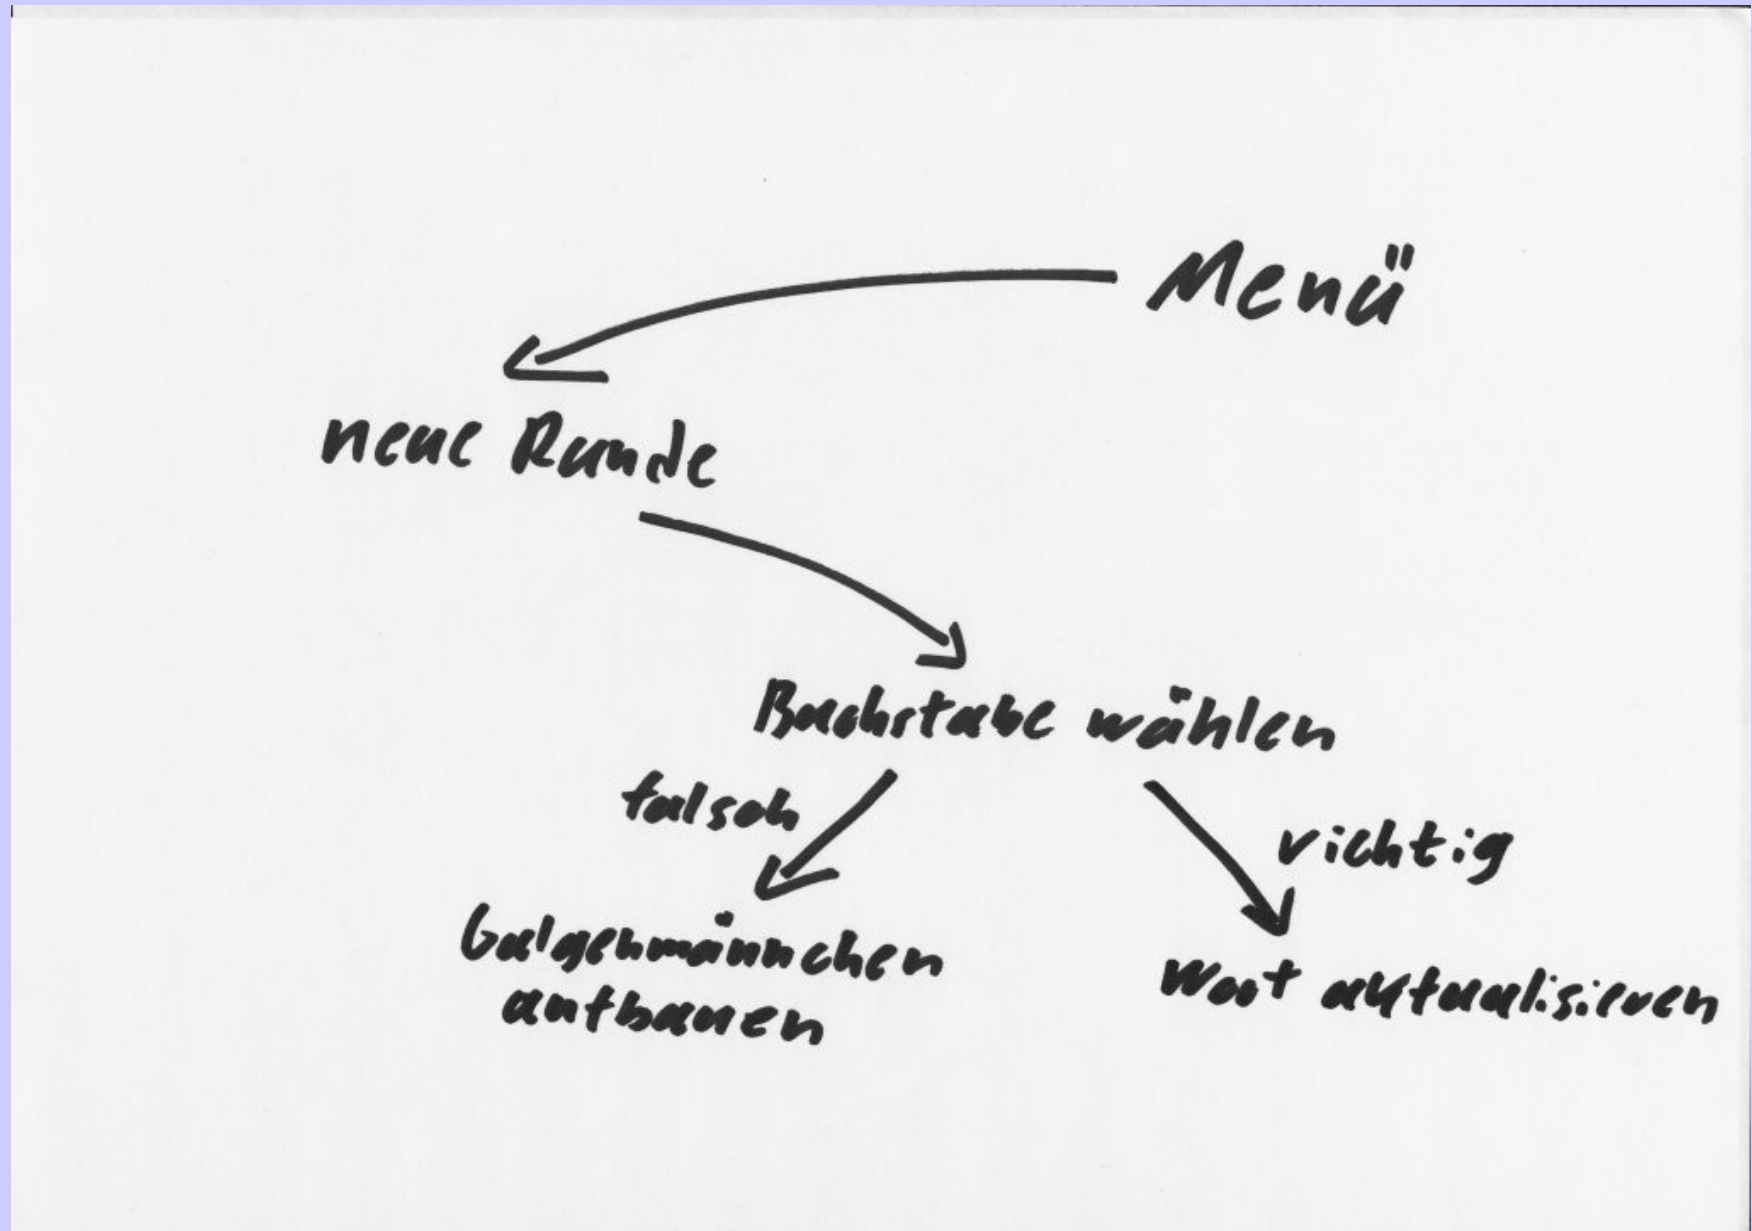 Menü
neue Runde
Buchstabe wählen
falsch
richtig
Galgenmännchen
aufbauen
Wort aktualisieren